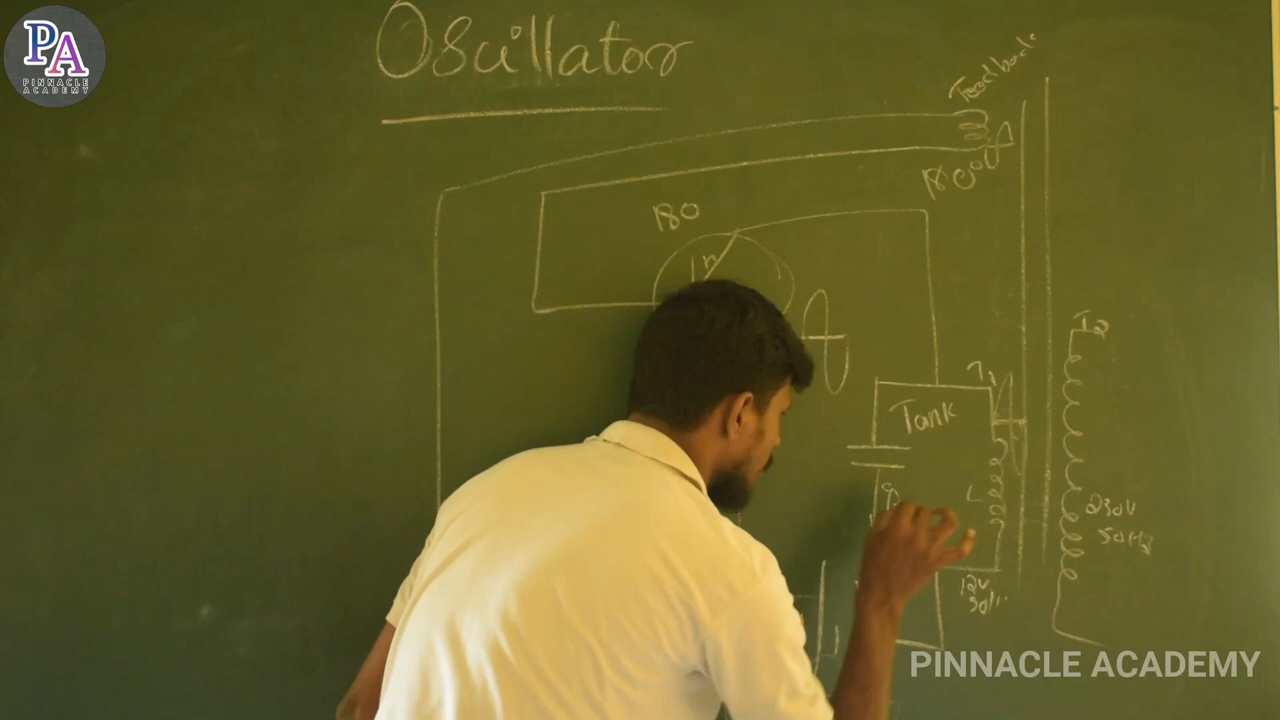 PA
PINNACLE
ACADEMY
Oscillator
Feedback
180°
180
Tank
L
230V
50Hz
12V
PINNACLE ACADEMY